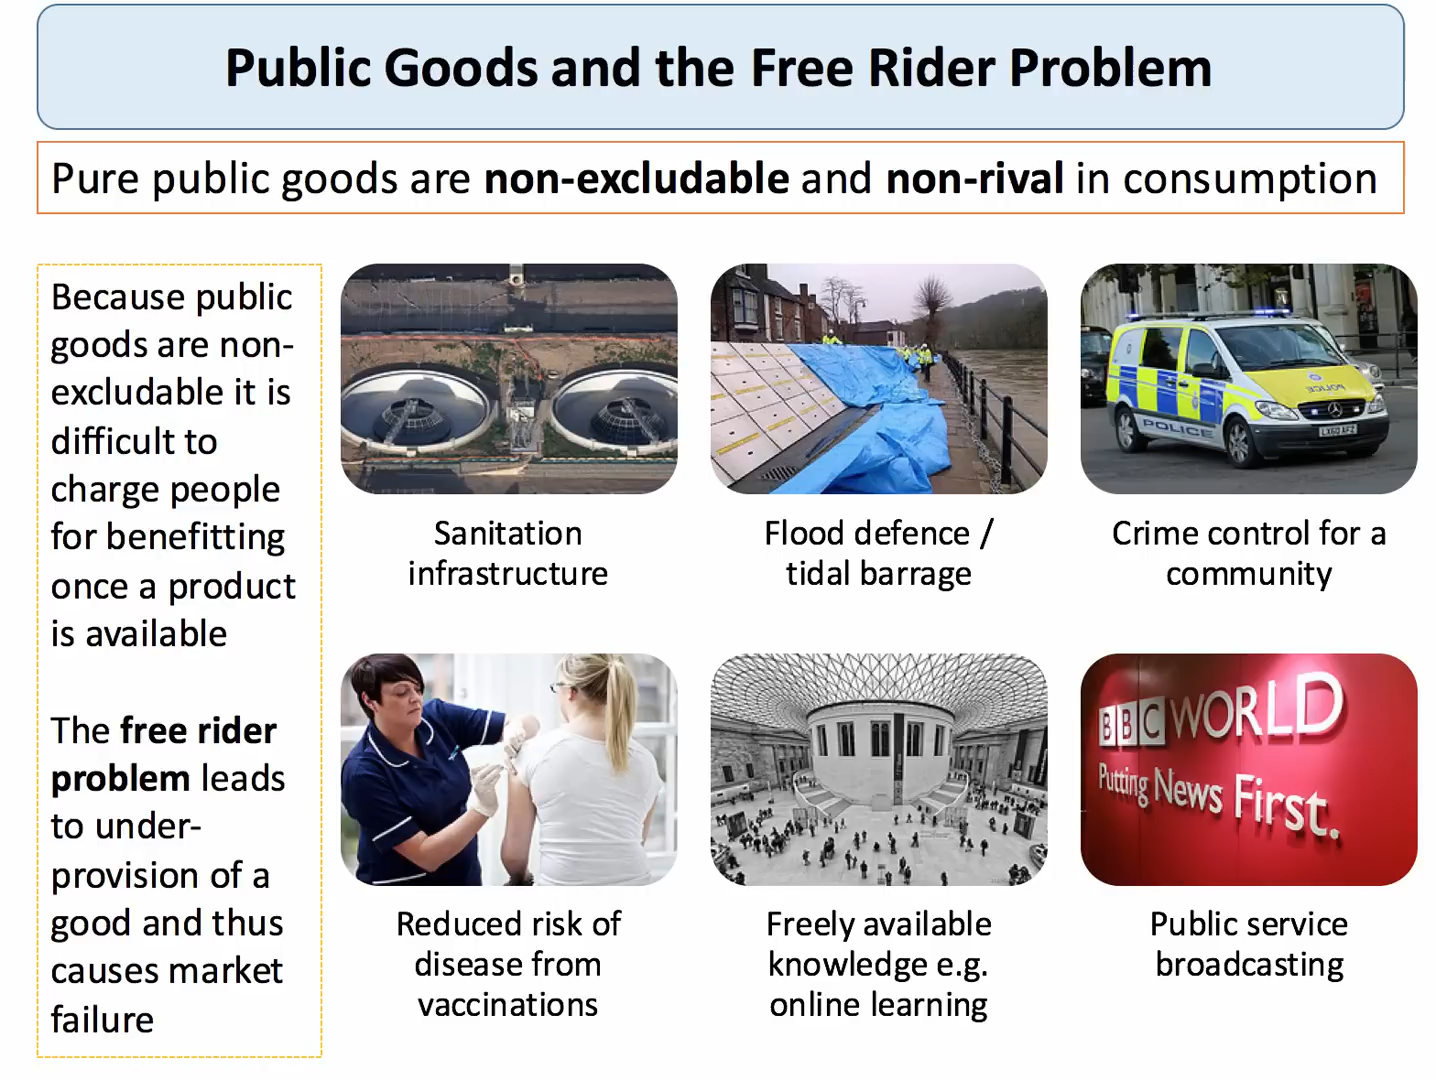 Public Goods and the Free Rider Problem
Pure public goods are non-excludable and non-rival in consumption
Because public
goods are non-
excludable it is
difficult to
charge people
for benefitting
once a product
is available
The free rider
problem leads
to under-
provision of a
good and thus
causes market
failure
Sanitation
infrastructure
Flood defence /
tidal barrage
POLICE
POLICE
LX60 AFZ
Crime control for a
community
Reduced risk of
disease from
vaccinations
Freely available
knowledge e.g.
online learning
BBC WORLD
Putting News First.
Public service
broadcasting